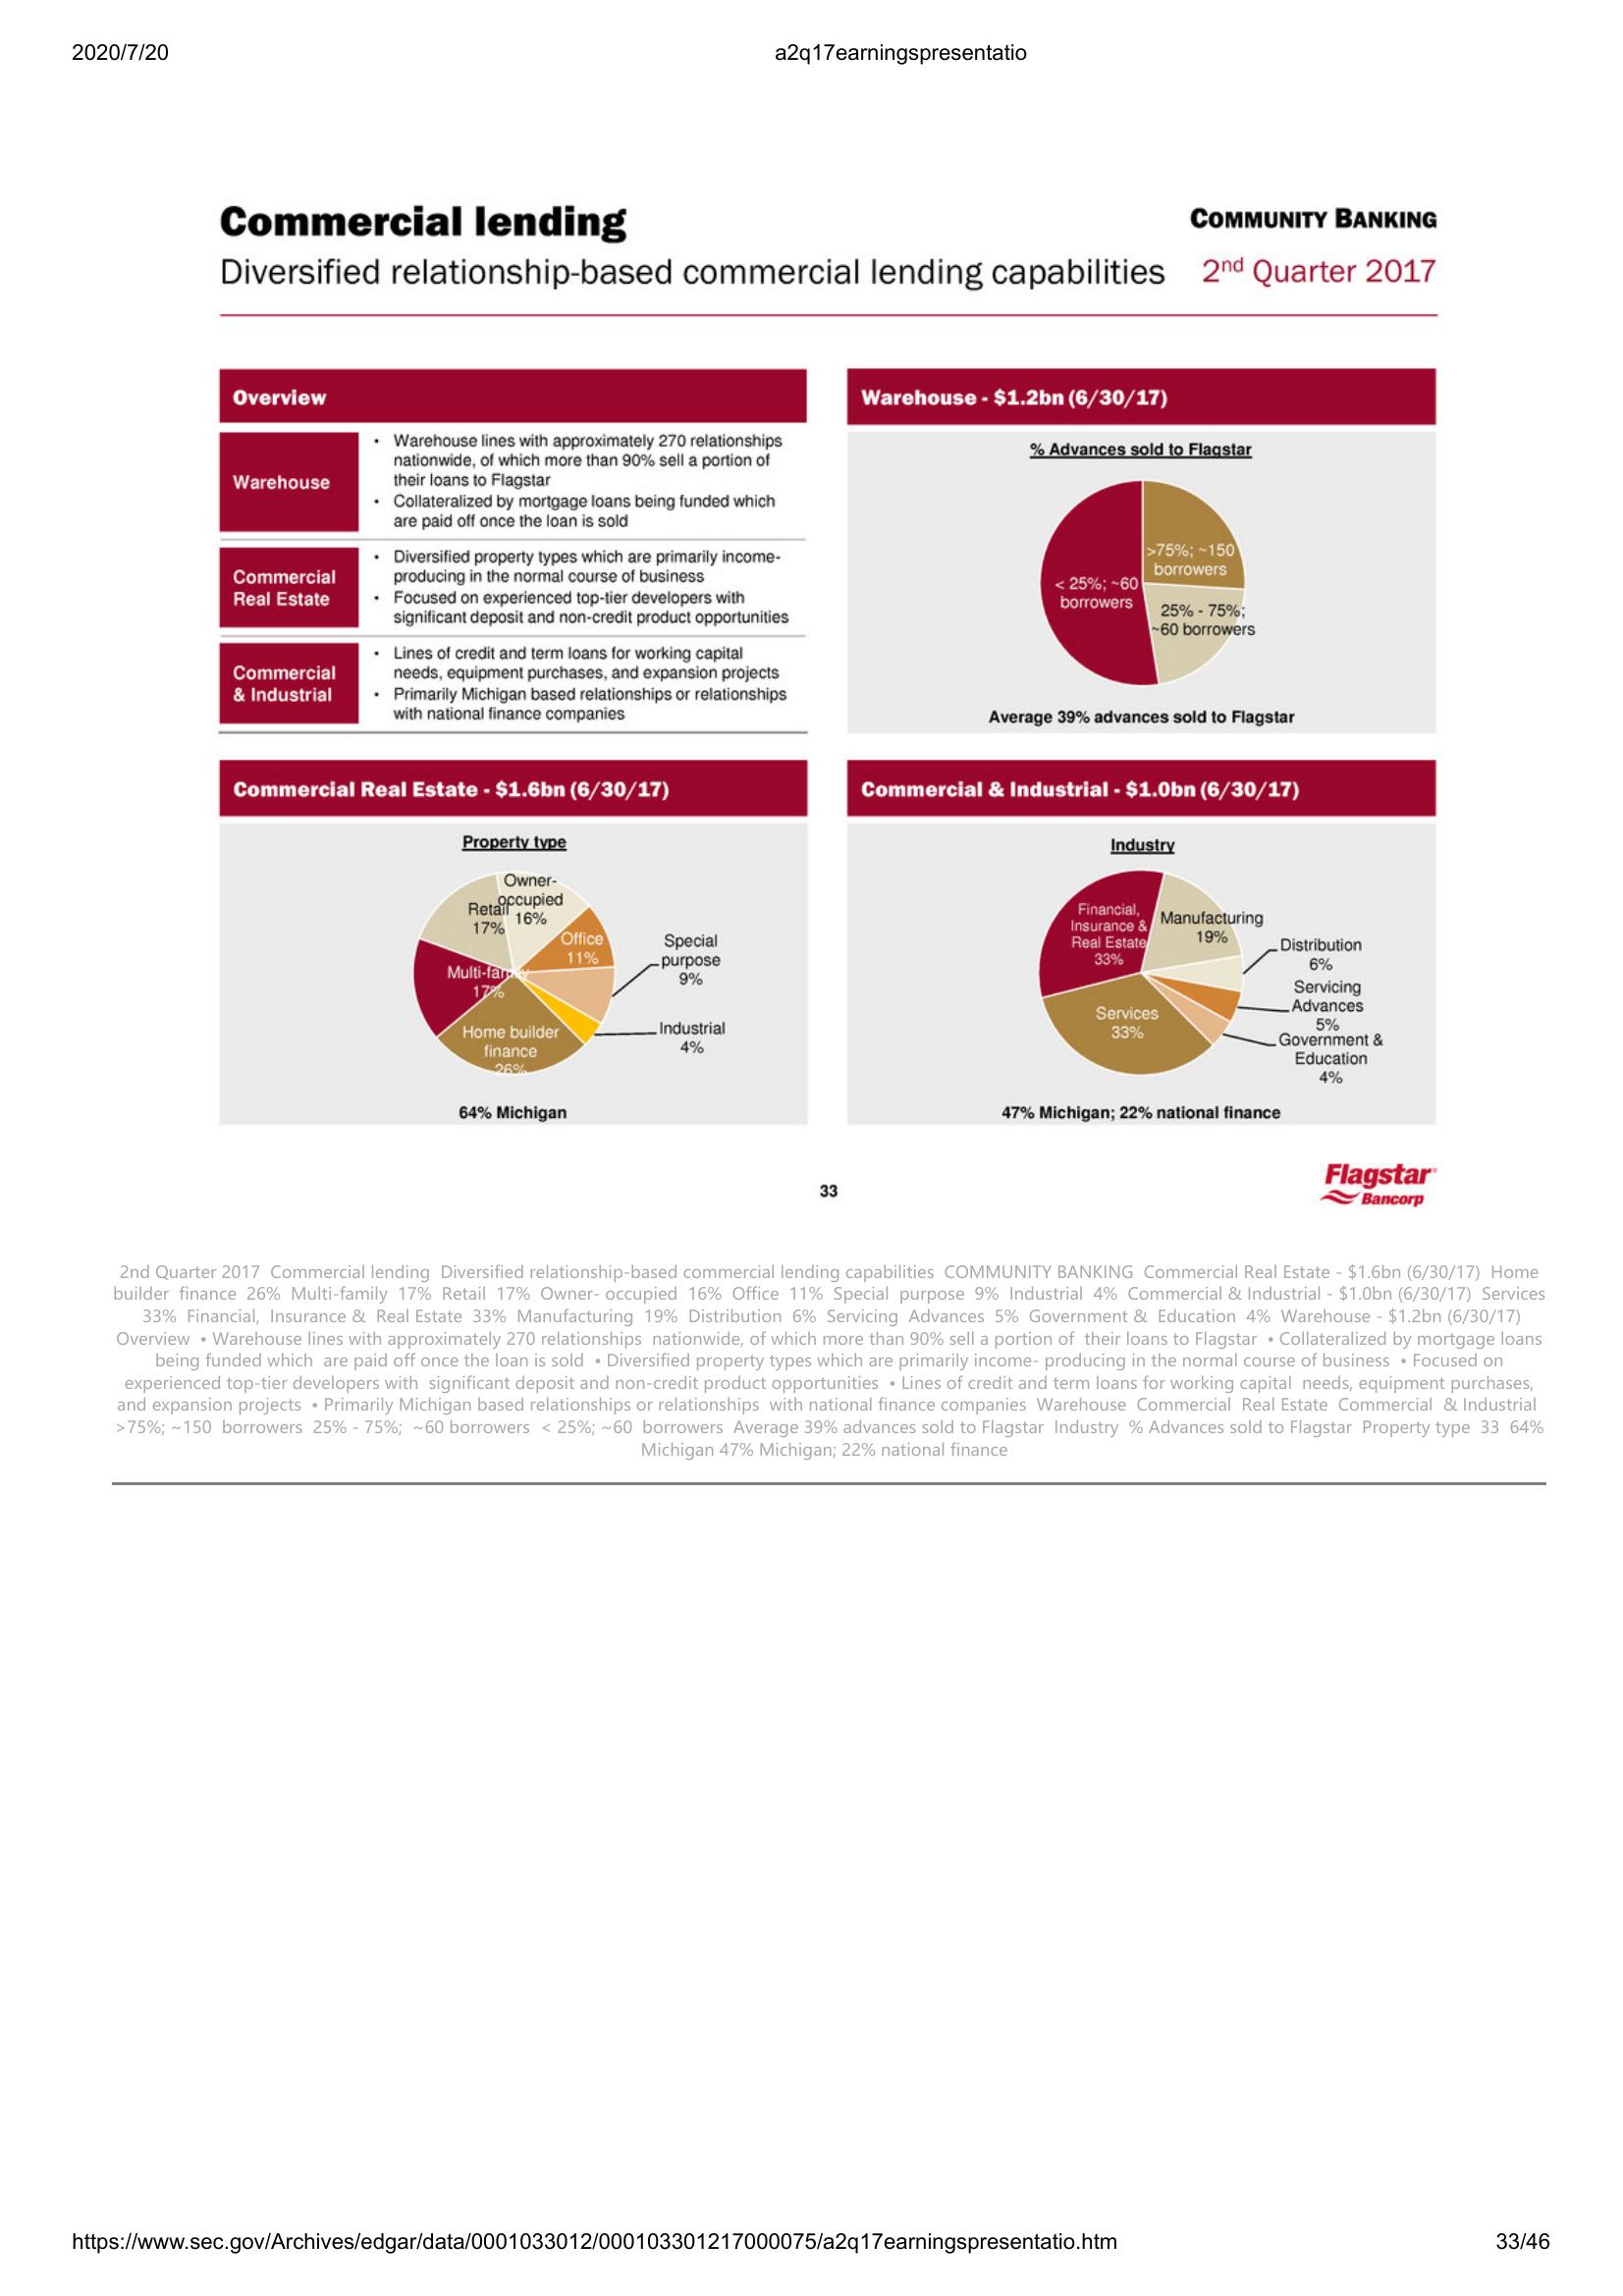 2020/7/20
a2q17earningspresentatio
Commercial lending
COMMUNITY BANKING
Diversified relationship-based commercial lending capabilities
2nd Quarter 2017
Overview
Warehouse
• Warehouse lines with approximately 270 relationships
nationwide, of which more than 90% sell a portion of
their loans to Flagstar
• Collateralized by mortgage loans being funded which
are paid off once the loan is sold
Commercial
Real Estate
• Diversified property types which are primarily income-
producing in the normal course of business
• Focused on experienced top-tier developers with
significant deposit and non-credit product opportunities
Commercial
& Industrial
• Lines of credit and term loans for working capital
needs, equipment purchases, and expansion projects
• Primarily Michigan based relationships or relationships
with national finance companies
Warehouse - $1.2bn (6/30/17)
% Advances sold to Flagstar
>75%; ~150
borrowers
< 25%; ~60
borrowers
25% - 75%;
~60 borrowers
Average 39% advances sold to Flagstar
Commercial Real Estate - $1.6bn (6/30/17)
Property type
Owner-
occupied
16%
Retail
17%
Office
11%
Special
purpose
9%
Multi-family
17%
Industrial
4%
Home builder
finance
26%
64% Michigan
Commercial & Industrial - $1.0bn (6/30/17)
Industry
Financial,
Insurance &
Real Estate
33%
Manufacturing
19%
Distribution
6%
Servicing
Advances
5%
Services
33%
Government &
Education
4%
47% Michigan; 22% national finance
33
Flagstar
Bancorp
2nd Quarter 2017 Commercial lending Diversified relationship-based commercial lending capabilities COMMUNITY BANKING Commercial Real Estate - $1.6bn (6/30/17) Home
builder finance 26% Multi-family 17% Retail 17% Owner- occupied 16% Office 11% Special purpose 9% Industrial 4% Commercial & Industrial - $1.0bn (6/30/17) Services
33% Financial, Insurance & Real Estate 33% Manufacturing 19% Distribution 6% Servicing Advances 5% Government & Education 4% Warehouse - $1.2bn (6/30/17)
Overview • Warehouse lines with approximately 270 relationships nationwide, of which more than 90% sell a portion of their loans to Flagstar • Collateralized by mortgage loans
being funded which are paid off once the loan is sold • Diversified property types which are primarily income- producing in the normal course of business • Focused on
experienced top-tier developers with significant deposit and non-credit product opportunities • Lines of credit and term loans for working capital needs, equipment purchases,
and expansion projects • Primarily Michigan based relationships or relationships with national finance companies Warehouse Commercial Real Estate Commercial & Industrial
>75%; ~150 borrowers 25% - 75%; ~60 borrowers < 25%; ~60 borrowers Average 39% advances sold to Flagstar Industry % Advances sold to Flagstar Property type 33 64%
Michigan 47% Michigan; 22% national finance
https://www.sec.gov/Archives/edgar/data/0001033012/000103301217000075/a2q17earningspresentatio.htm
33/46